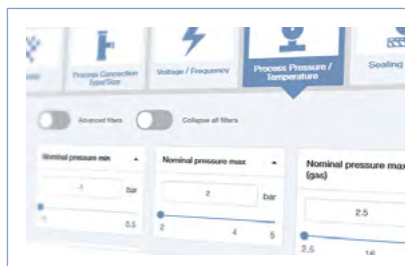 Process Connection
Type/Size
Voltage / Frequency
Process Pressure /
Temperature
Sealing
Advanced filters
Collapse all filters
Nominal pressure min
-1
bar
-1
0.5
Nominal pressure max
2
bar
2
4
5
Nominal pressure max
(gas)
2.5
2.5
16